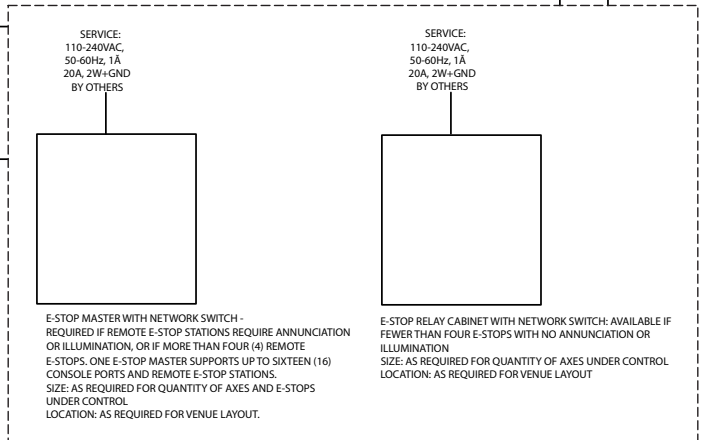 SERVICE:
110-240VAC,
50-60Hz, 1Ā
20A, 2W+GND
BY OTHERS
E-STOP MASTER WITH NETWORK SWITCH -
REQUIRED IF REMOTE E-STOP STATIONS REQUIRE ANNUNCIATION
OR ILLUMINATION, OR IF MORE THAN FOUR (4) REMOTE
E-STOPS. ONE E-STOP MASTER SUPPORTS UP TO SIXTEEN (16)
CONSOLE PORTS AND REMOTE E-STOP STATIONS.
SIZE: AS REQUIRED FOR QUANTITY OF AXES AND E-STOPS
UNDER CONTROL
LOCATION: AS REQUIRED FOR VENUE LAYOUT.
SERVICE:
110-240VAC,
50-60Hz, 1Ā
20A, 2W+GND
BY OTHERS
E-STOP RELAY CABINET WITH NETWORK SWITCH: AVAILABLE IF
FEWER THAN FOUR E-STOPS WITH NO ANNUNCIATION OR
ILLUMINATION
SIZE: AS REQUIRED FOR QUANTITY OF AXES UNDER CONTROL
LOCATION: AS REQUIRED FOR VENUE LAYOUT